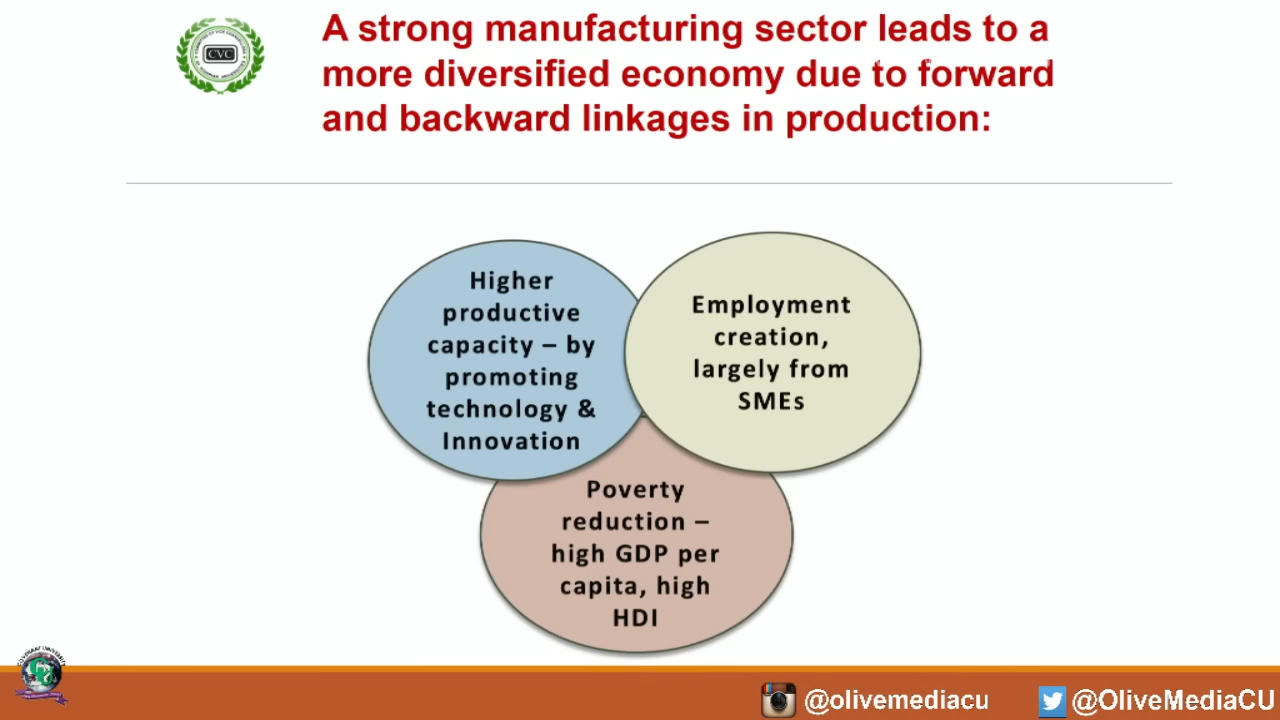 A strong manufacturing sector leads to a
more diversified economy due to forward
and backward linkages in production:
CVC
Higher
productive
capacity – by
promoting
technology &
Innovation
Employment
creation,
largely from
SMEs
Poverty
reduction –
high GDP per
capita, high
HDI
@olivemediacu
@OliveMediaCU